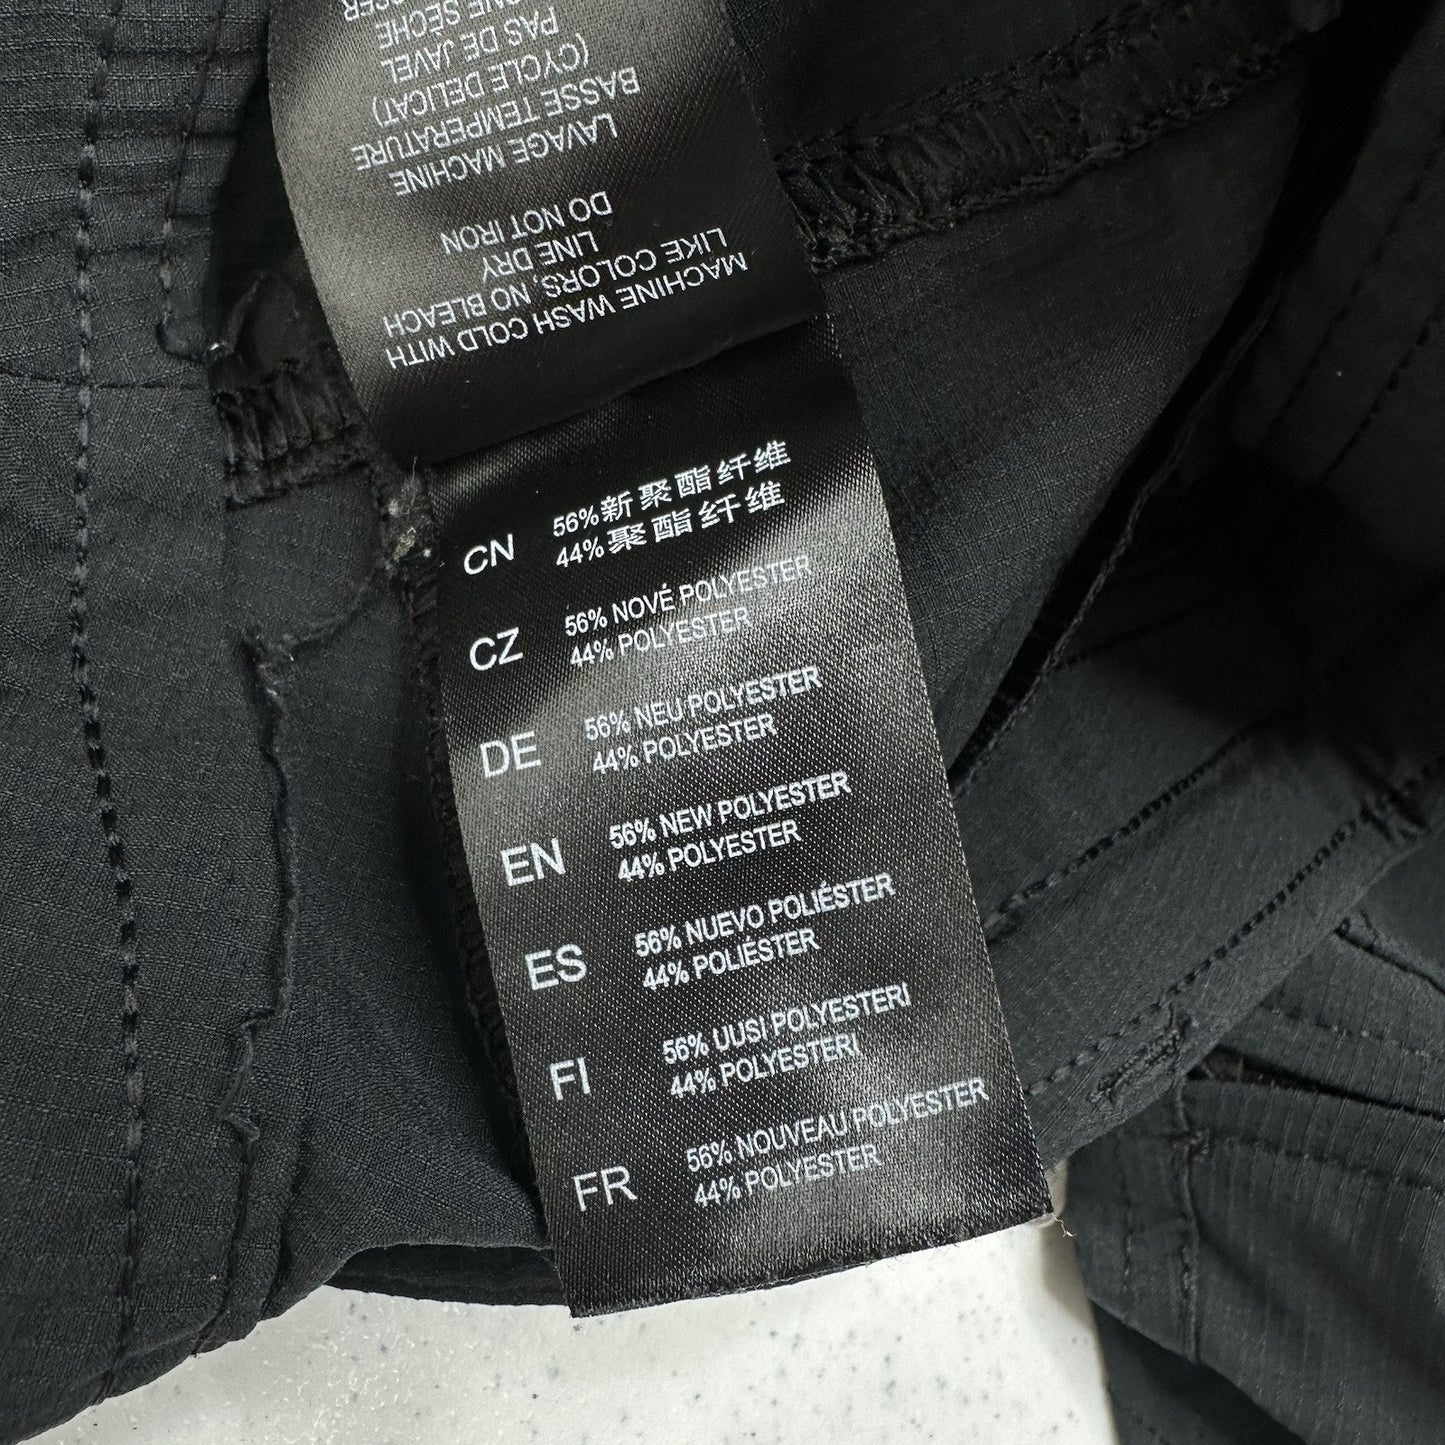 MACHINE WASH COLD WITH
LIKE COLORS, NO BLEACH
LINE DRY
DO NOT IRON
LAVAGE MACHINE
BASSE TEMPERATURE
(CYCLE DELICAT)
PAS DE JAVEL
SÈCHE
CN 56%新聚酯纤维
44%聚酯纤维
CZ 56% NOVÉ POLYESTER
44% POLYESTER
DE 56% NEU POLYESTER
44% POLYESTER
EN 56% NEW POLYESTER
44% POLYESTER
ES 56% NUEVO POLIÉSTER
44% POLIÉSTER
FI 56% UUSI POLYESTERI
44% POLYESTERI
FR 56% NOUVEAU POLYESTER
44% POLYESTER